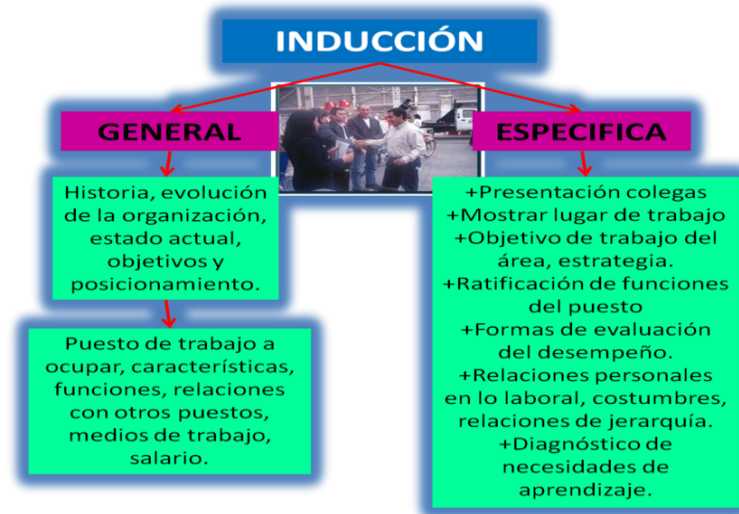 INDUCCIÓN
GENERAL
Historia, evolución
de la organización,
estado actual,
objetivos y
posicionamiento.
Puesto de trabajo a
ocupar, características,
funciones, relaciones
con otros puestos,
medios de trabajo,
salario.
ESPECIFICA
+Presentación colegas
+Mostrar lugar de trabajo
+Objetivo de trabajo del
área, estrategia.
+Ratificación de funciones
del puesto
+Formas de evaluación
del desempeño.
+Relaciones personales
en lo laboral, costumbres,
relaciones de jerarquía.
+Diagnóstico de
necesidades de
aprendizaje.